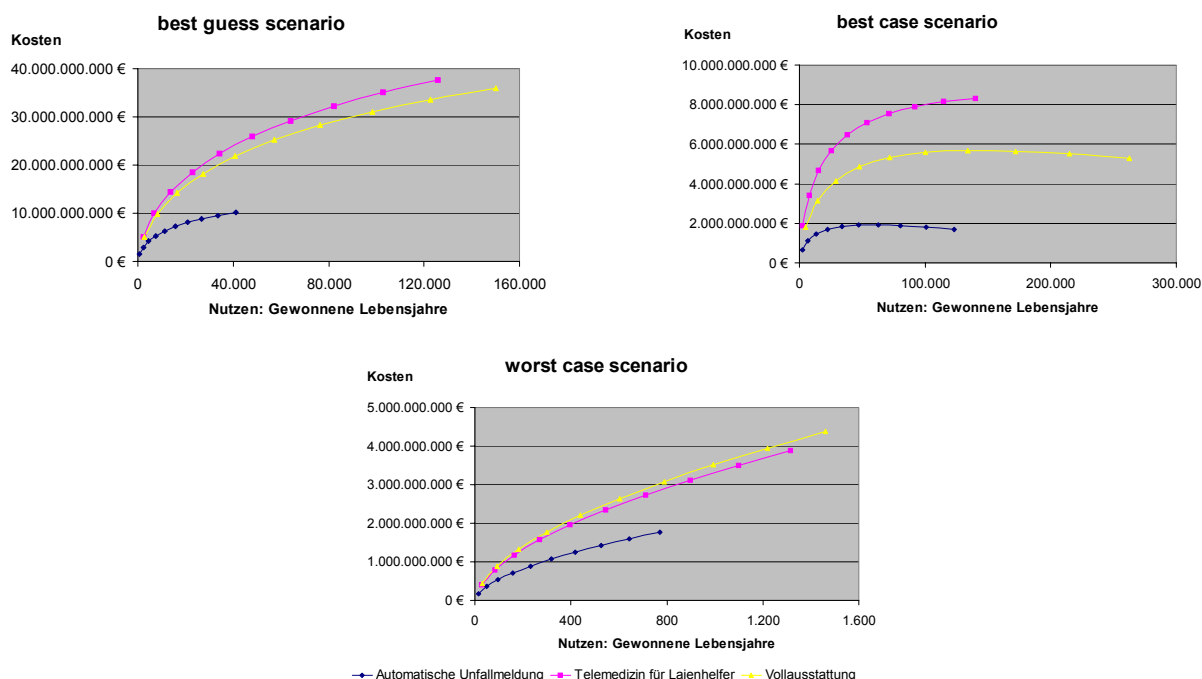 best guess scenario
Kosten
40.000.000.000 €
30.000.000.000 €
20.000.000.000 €
10.000.000.000 €
0 €
0 40.000 80.000 120.000 160.000
Nutzen: Gewonnene Lebensjahre
best case scenario
Kosten
10.000.000.000 €
8.000.000.000 €
6.000.000.000 €
4.000.000.000 €
2.000.000.000 €
0 €
0 100.000 200.000 300.000
Nutzen: Gewonnene Lebensjahre
worst case scenario
Kosten
5.000.000.000 €
4.000.000.000 €
3.000.000.000 €
2.000.000.000 €
1.000.000.000 €
0 €
0 400 800 1.200 1.600
Nutzen: Gewonnene Lebensjahre
Automatische Unfallmeldung Telemedizin für Laienhelfer Vollausstattung